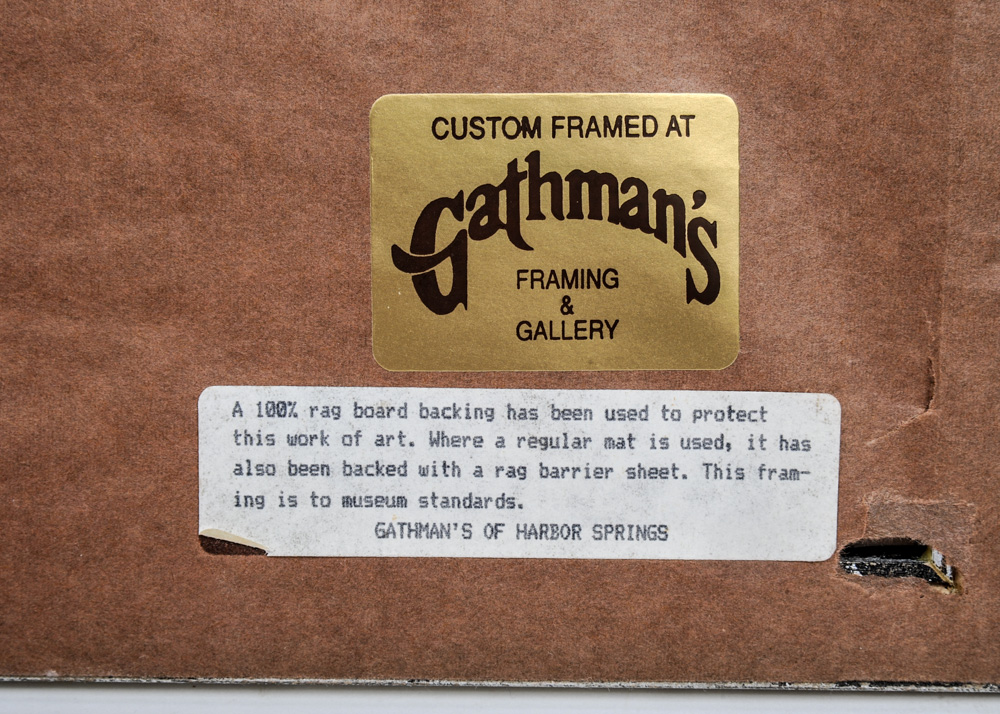 CUSTOM FRAMED AT
Gathman's
FRAMING
&
GALLERY
A 100% rag board backing has been used to protect
this work of art. Where a regular mat is used, it has
also been backed with a rag barrier sheet. This fram-
ing is to museum standards.
GATHMAN'S OF HARBOR SPRINGS